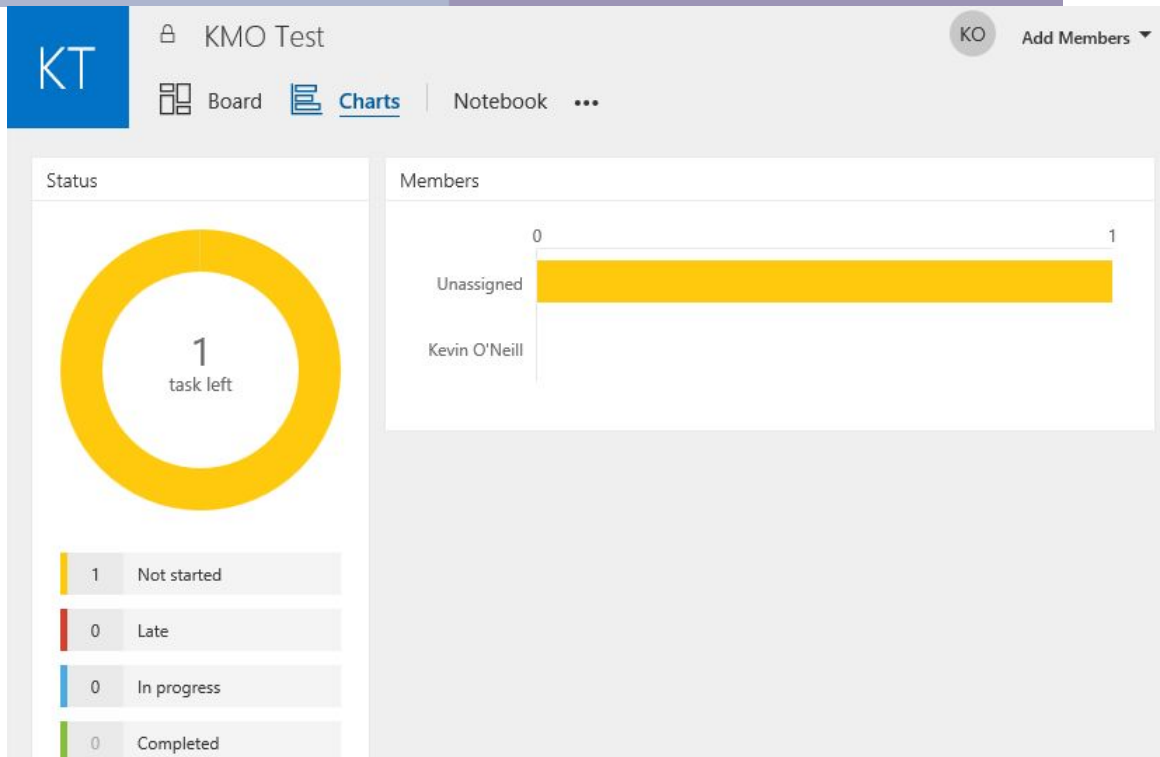 KT
KMO Test
KO
Add Members
Board
Charts
Notebook
•••
Status
Members
1
task left
0 1
Unassigned
Kevin O'Neill
1 Not started
0 Late
0 In progress
0 Completed